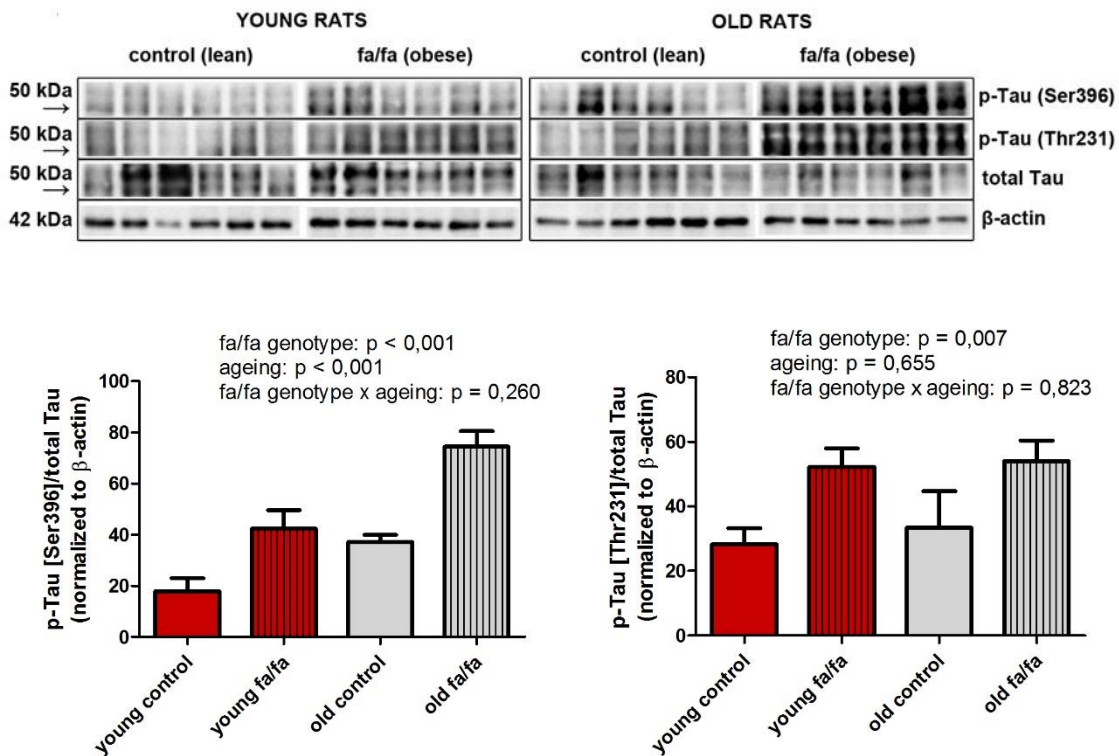 YOUNG RATS
OLD RATS
control (lean)
fa/fa (obese)
control (lean)
fa/fa (obese)
50 kDa
→
p-Tau (Ser396)
50 kDa
→
p-Tau (Thr231)
50 kDa
→
total Tau
42 kDa
β-actin
fa/fa genotype: p < 0,001
ageing: p < 0,001
fa/fa genotype x ageing: p = 0,260
p-Tau [Ser396]/total Tau
(normalized to β-actin)
100
80
60
40
20
0
young control
young fa/fa
old control
old fa/fa
fa/fa genotype: p = 0,007
ageing: p = 0,655
fa/fa genotype x ageing: p = 0,823
p-Tau [Thr231]/total Tau
(normalized to β-actin)
80
60
40
20
0
young control
young fa/fa
old control
old fa/fa